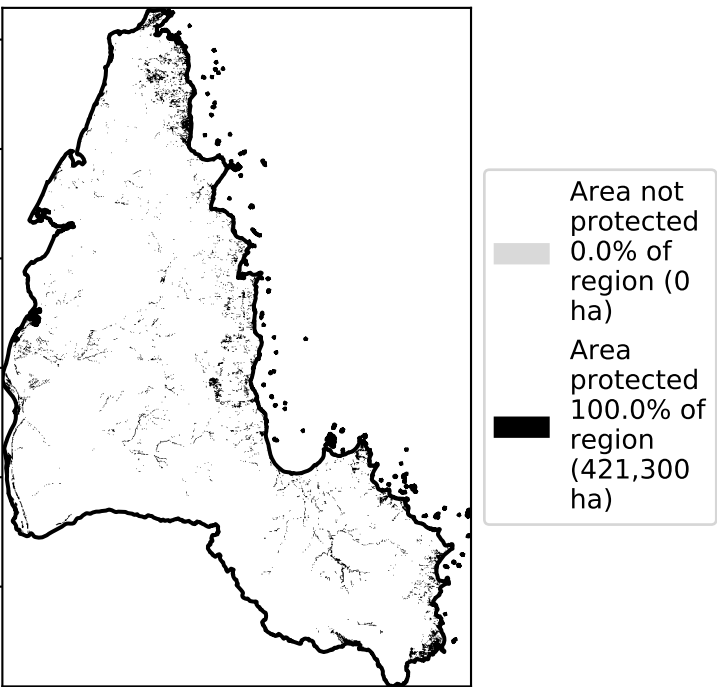 Area not
protected
0.0% of
region (0
ha)
Area
protected
100.0% of
region
(421,300
ha)